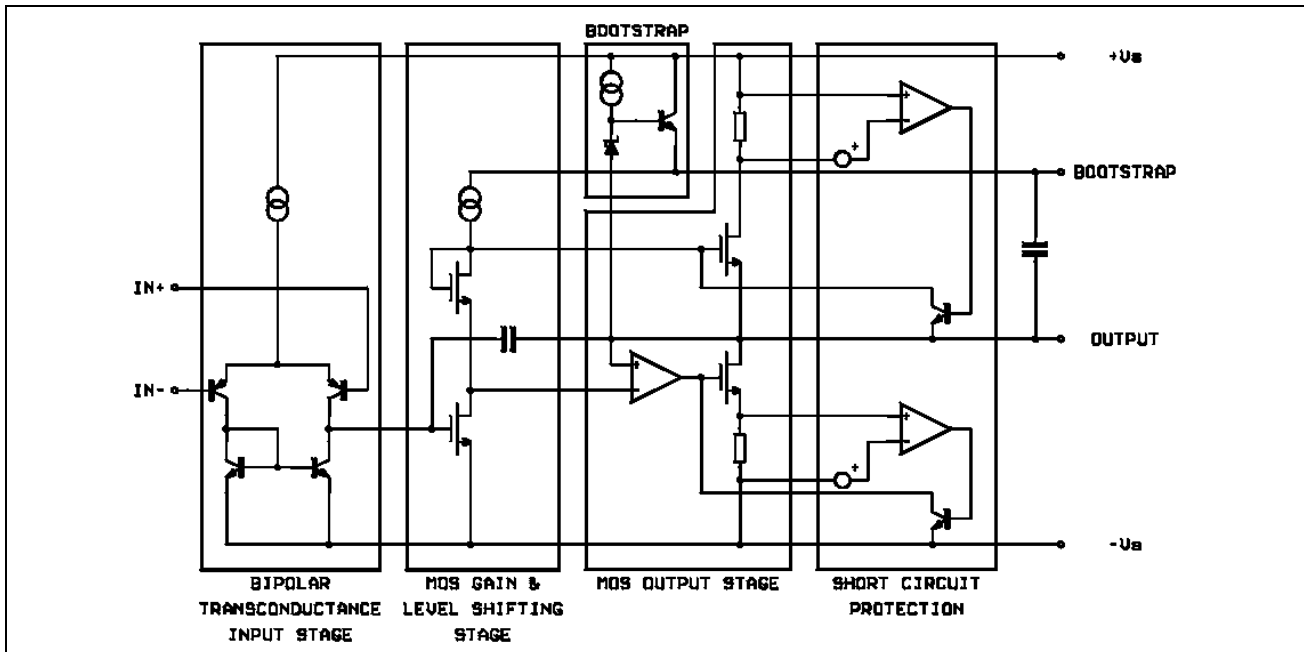 BOOTSTRAP
+Vs
+
-
+
BOOTSTRAP
IN+
OUTPUT
IN-
+
-
+
-
+
-Vs
BIPOLAR
TRANSCONDUCTANCE
INPUT STAGE
MOS GAIN &
LEVEL SHIFTING
STAGE
MOS OUTPUT STAGE
SHORT CIRCUIT
PROTECTION